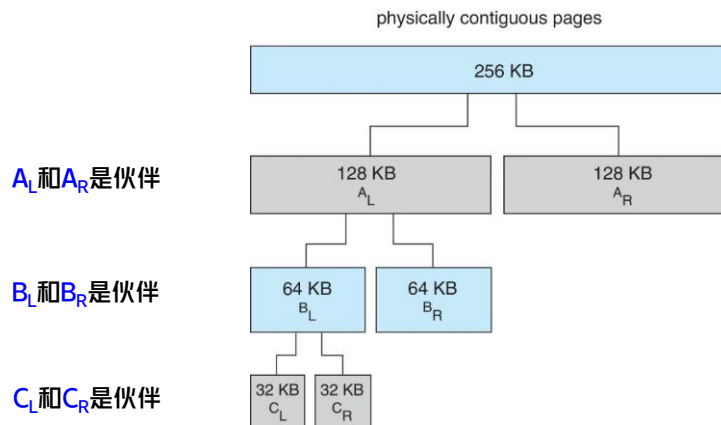 physically contiguous pages
256 KB
A_L和A_R是伙伴
128 KB
A_L
128 KB
A_R
B_L和B_R是伙伴
64 KB
B_L
64 KB
B_R
C_L和C_R是伙伴
32 KB
C_L
32 KB
C_R